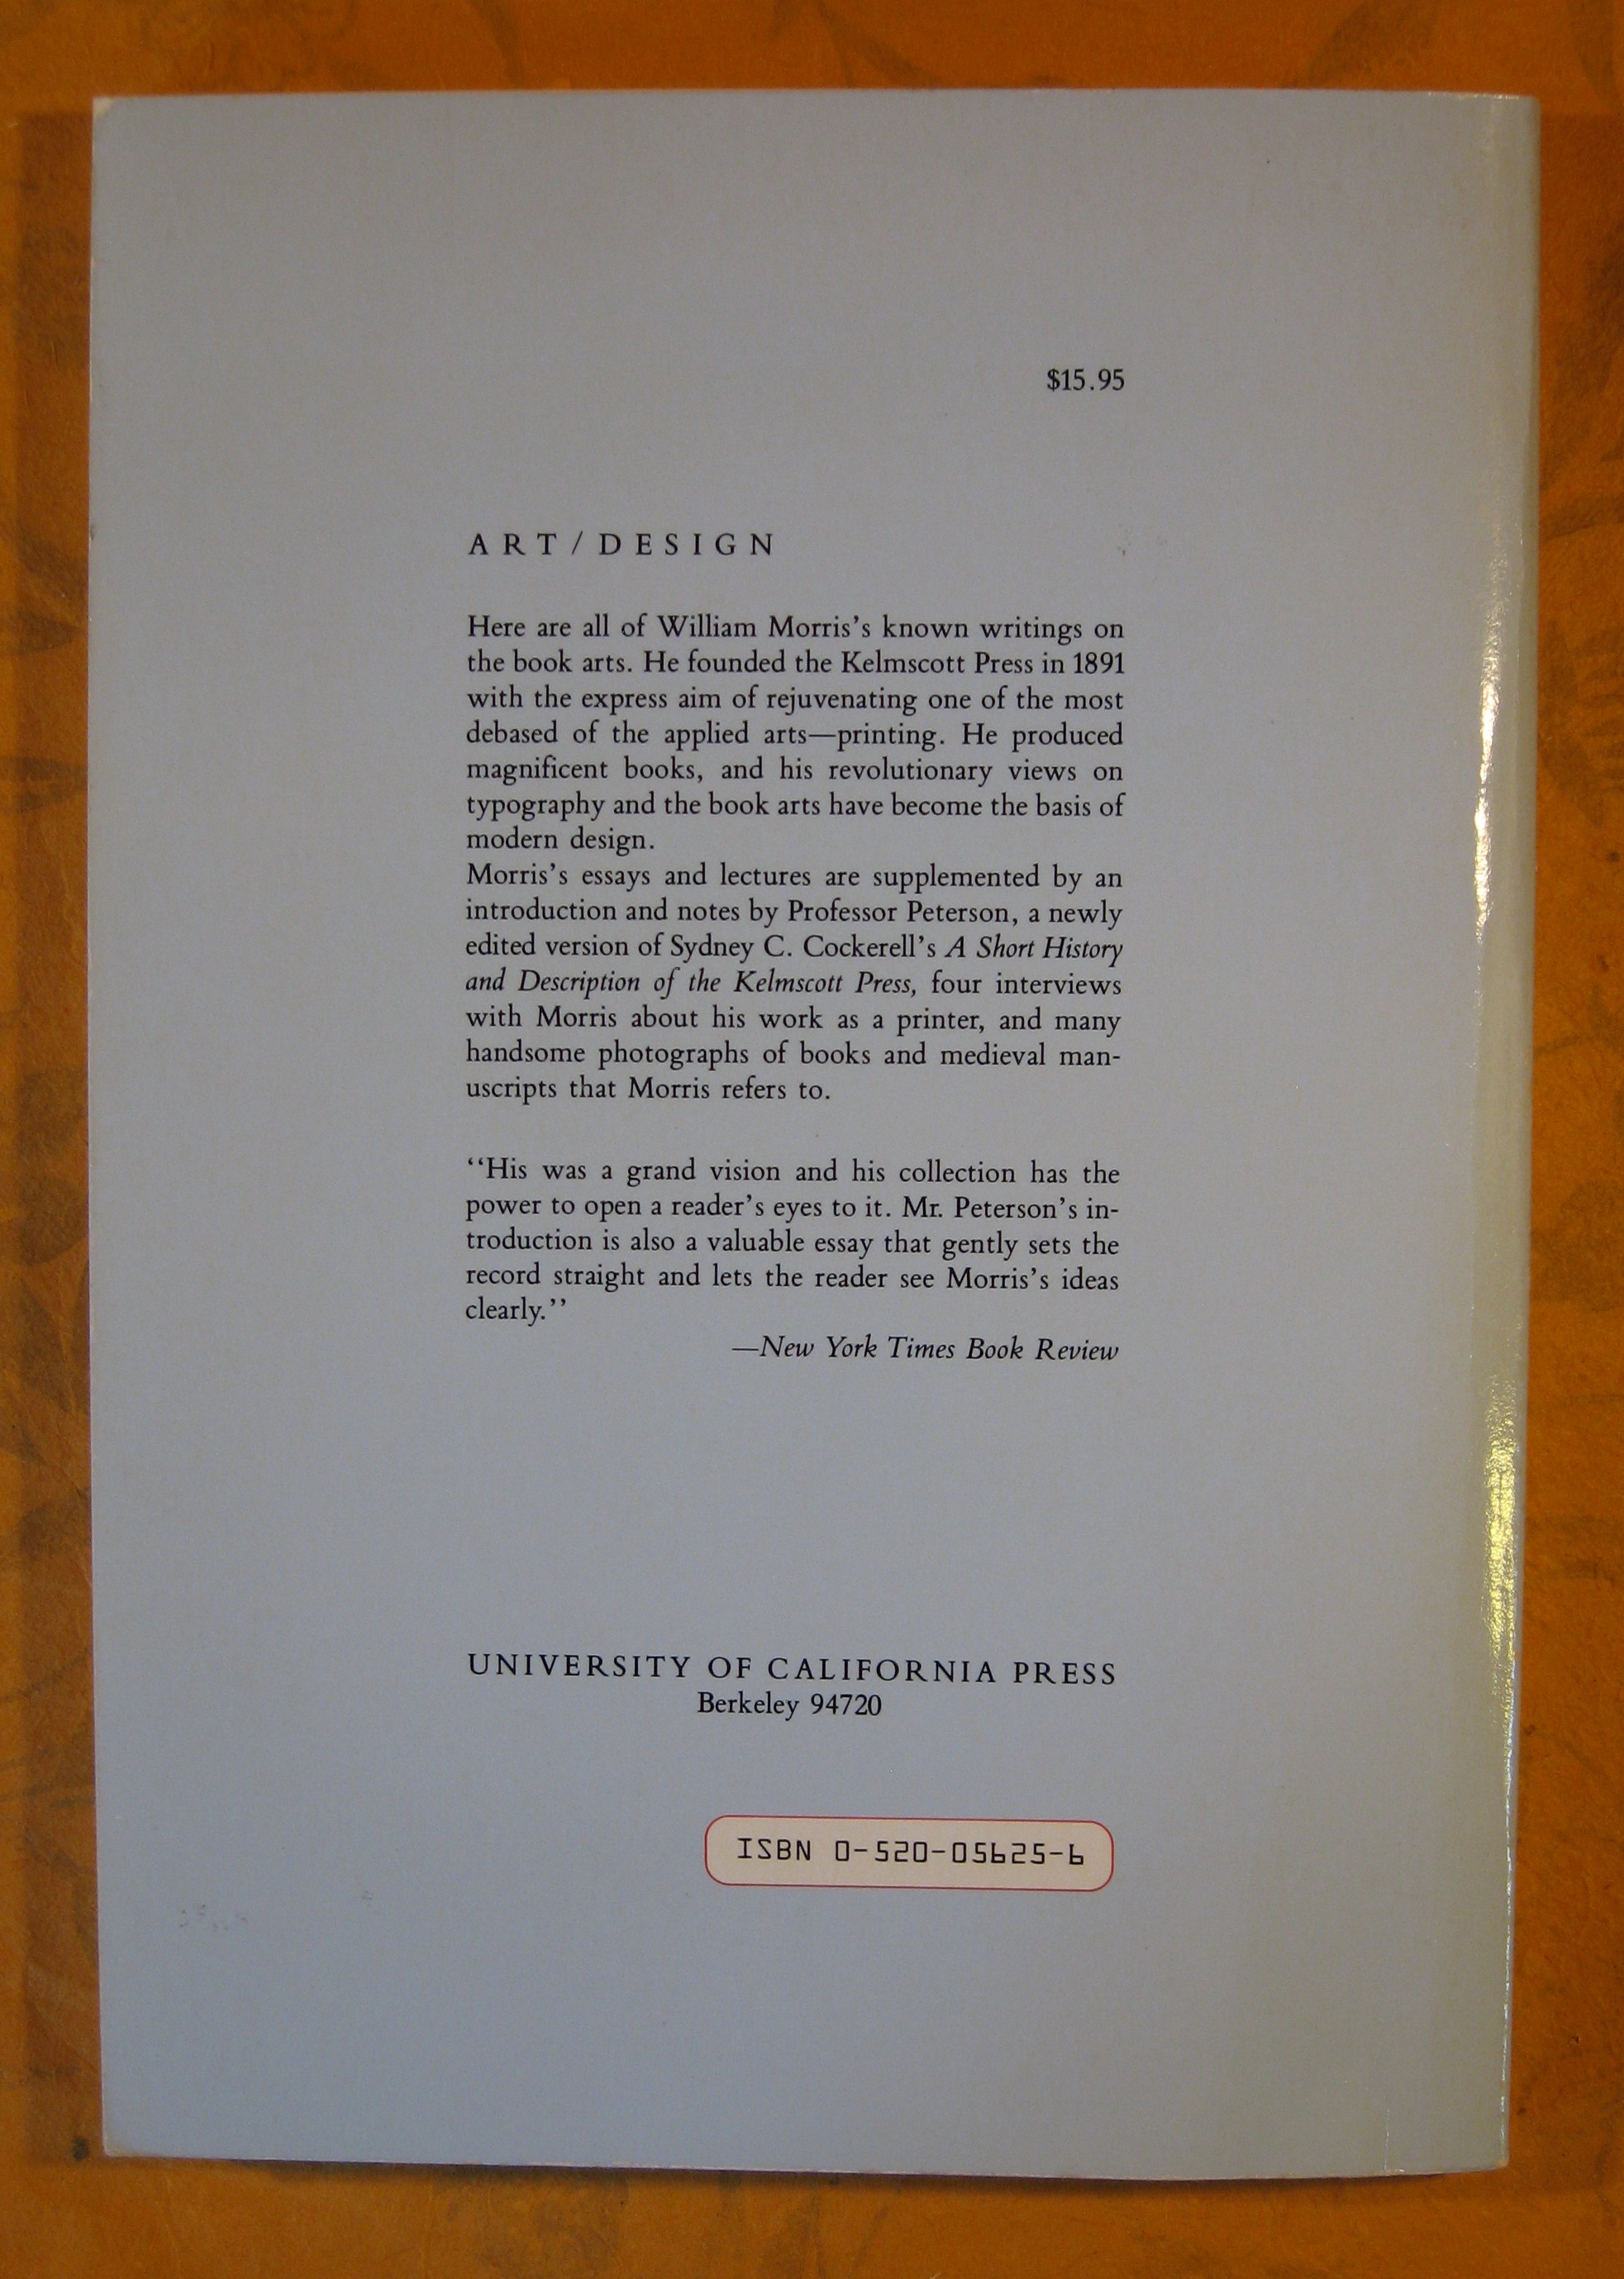 $15.95
ART/DESIGN
Here are all of William Morris's known writings on
the book arts. He founded the Kelmscott Press in 1891
with the express aim of rejuvenating one of the most
debased of the applied arts—printing. He produced
magnificent books, and his revolutionary views on
typography and the book arts have become the basis of
modern design.
Morris's essays and lectures are supplemented by an
introduction and notes by Professor Peterson, a newly
edited version of Sydney C. Cockerell's A Short History
and Description of the Kelmscott Press, four interviews
with Morris about his work as a printer, and many
handsome photographs of books and medieval man-
uscripts that Morris refers to.
‘‘His was a grand vision and his collection has the
power to open a reader's eyes to it. Mr. Peterson's in-
troduction is also a valuable essay that gently sets the
record straight and lets the reader see Morris's ideas
clearly.’’
—New York Times Book Review
UNIVERSITY OF CALIFORNIA PRESS
Berkeley 94720
ISBN 0-520-05625-6